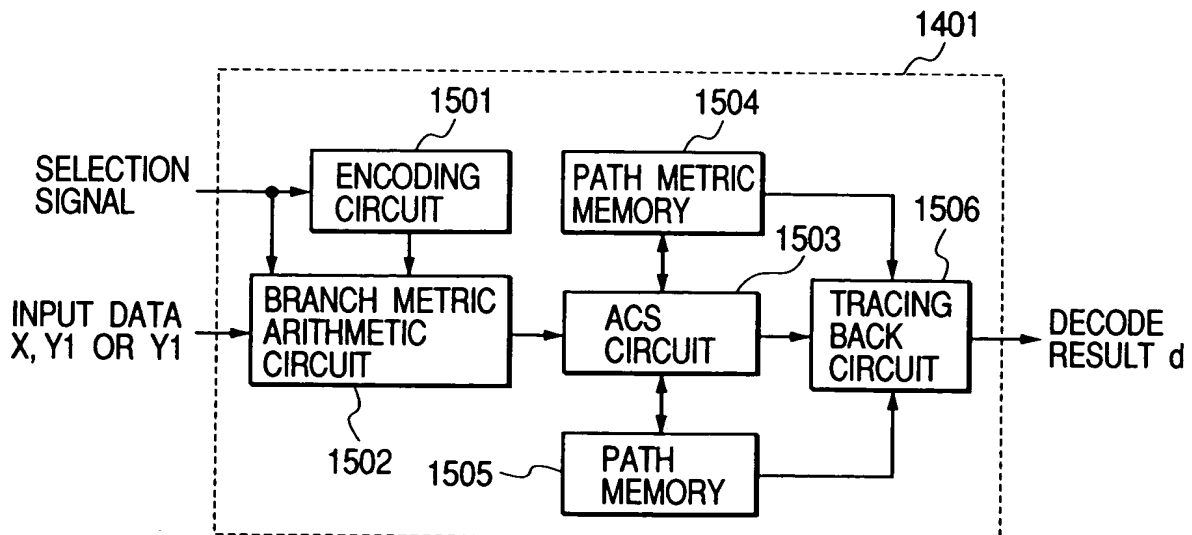 1401
1501
1504
SELECTION
SIGNAL
ENCODING
CIRCUIT
PATH METRIC
MEMORY
1506
1503
INPUT DATA
X, Y1 OR Y1
BRANCH METRIC
ARITHMETIC
CIRCUIT
ACS
CIRCUIT
TRACING
BACK
CIRCUIT
DECODE
RESULT d
1502
1505
PATH
MEMORY